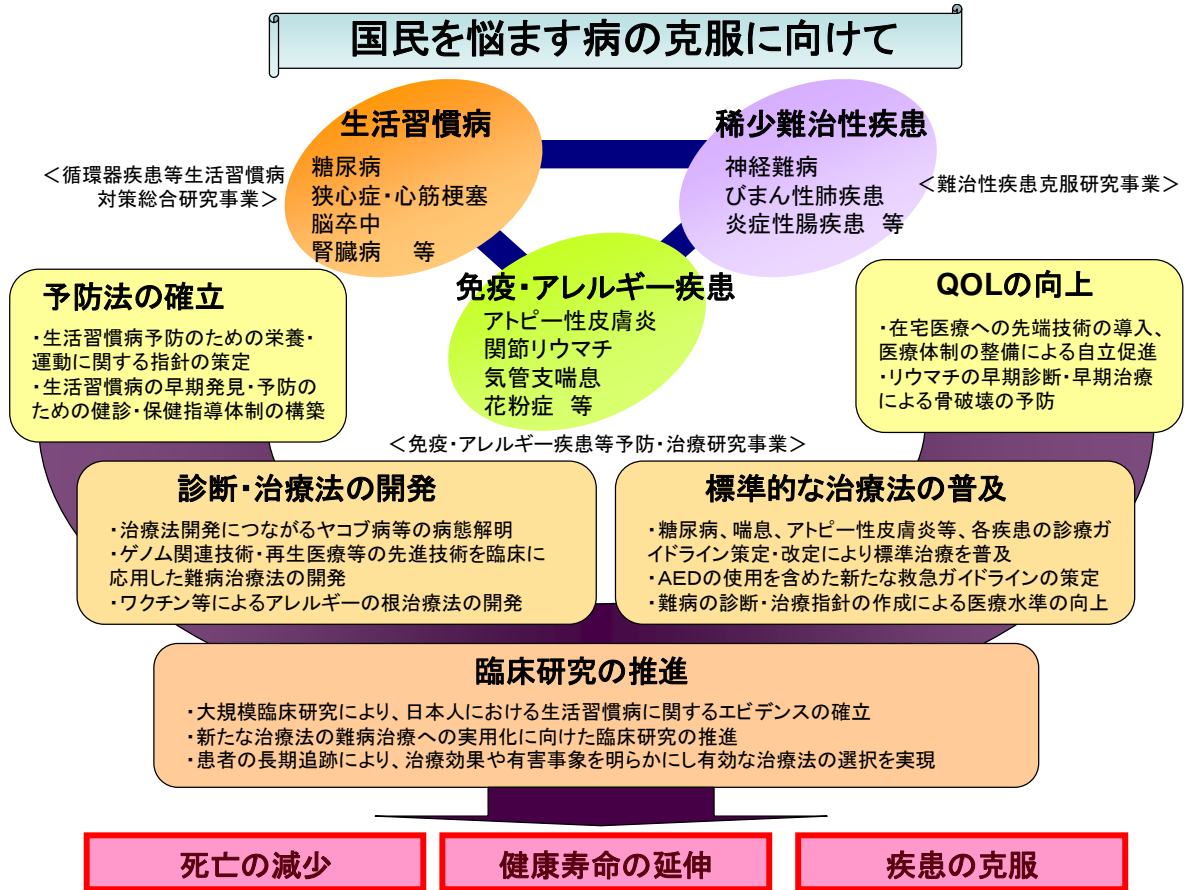 国民を悩ます病の克服に向けて
生活習慣病
糖尿病
狭心症・心筋梗塞
脳卒中
腎臓病 等
＜循環器疾患等生活習慣病
対策総合研究事業＞
稀少難治性疾患
神経難病
びまん性肺疾患
炎症性腸疾患 等
＜難治性疾患克服研究事業＞
免疫・アレルギー疾患
アトピー性皮膚炎
関節リウマチ
気管支喘息
花粉症 等
＜免疫・アレルギー疾患等予防・治療研究事業＞
予防法の確立
・生活習慣病予防のための栄養・
運動に関する指針の策定
・生活習慣病の早期発見・予防の
ための健診・保健指導体制の構築
QOLの向上
・在宅医療への先端技術の導入、
医療体制の整備による自立促進
・リウマチの早期診断・早期治療
による骨破壊の予防
診断・治療法の開発
・治療法開発につながるヤコブ病等の病態解明
・ゲノム関連技術・再生医療等の先進技術を臨床に
応用した難病治療法の開発
・ワクチン等によるアレルギーの根治療法の開発
標準的な治療法の普及
・糖尿病、喘息、アトピー性皮膚炎等、各疾患の診療ガ
イドライン策定・改定により標準治療を普及
・AEDの使用を含めた新たな救急ガイドラインの策定
・難病の診断・治療指針の作成による医療水準の向上
臨床研究の推進
・大規模臨床研究により、日本人における生活習慣病に関するエビデンスの確立
・新たな治療法の難病治療への実用化に向けた臨床研究の推進
・患者の長期追跡により、治療効果や有害事象を明らかにし有効な治療法の選択を実現
死亡の減少
健康寿命の延伸
疾患の克服